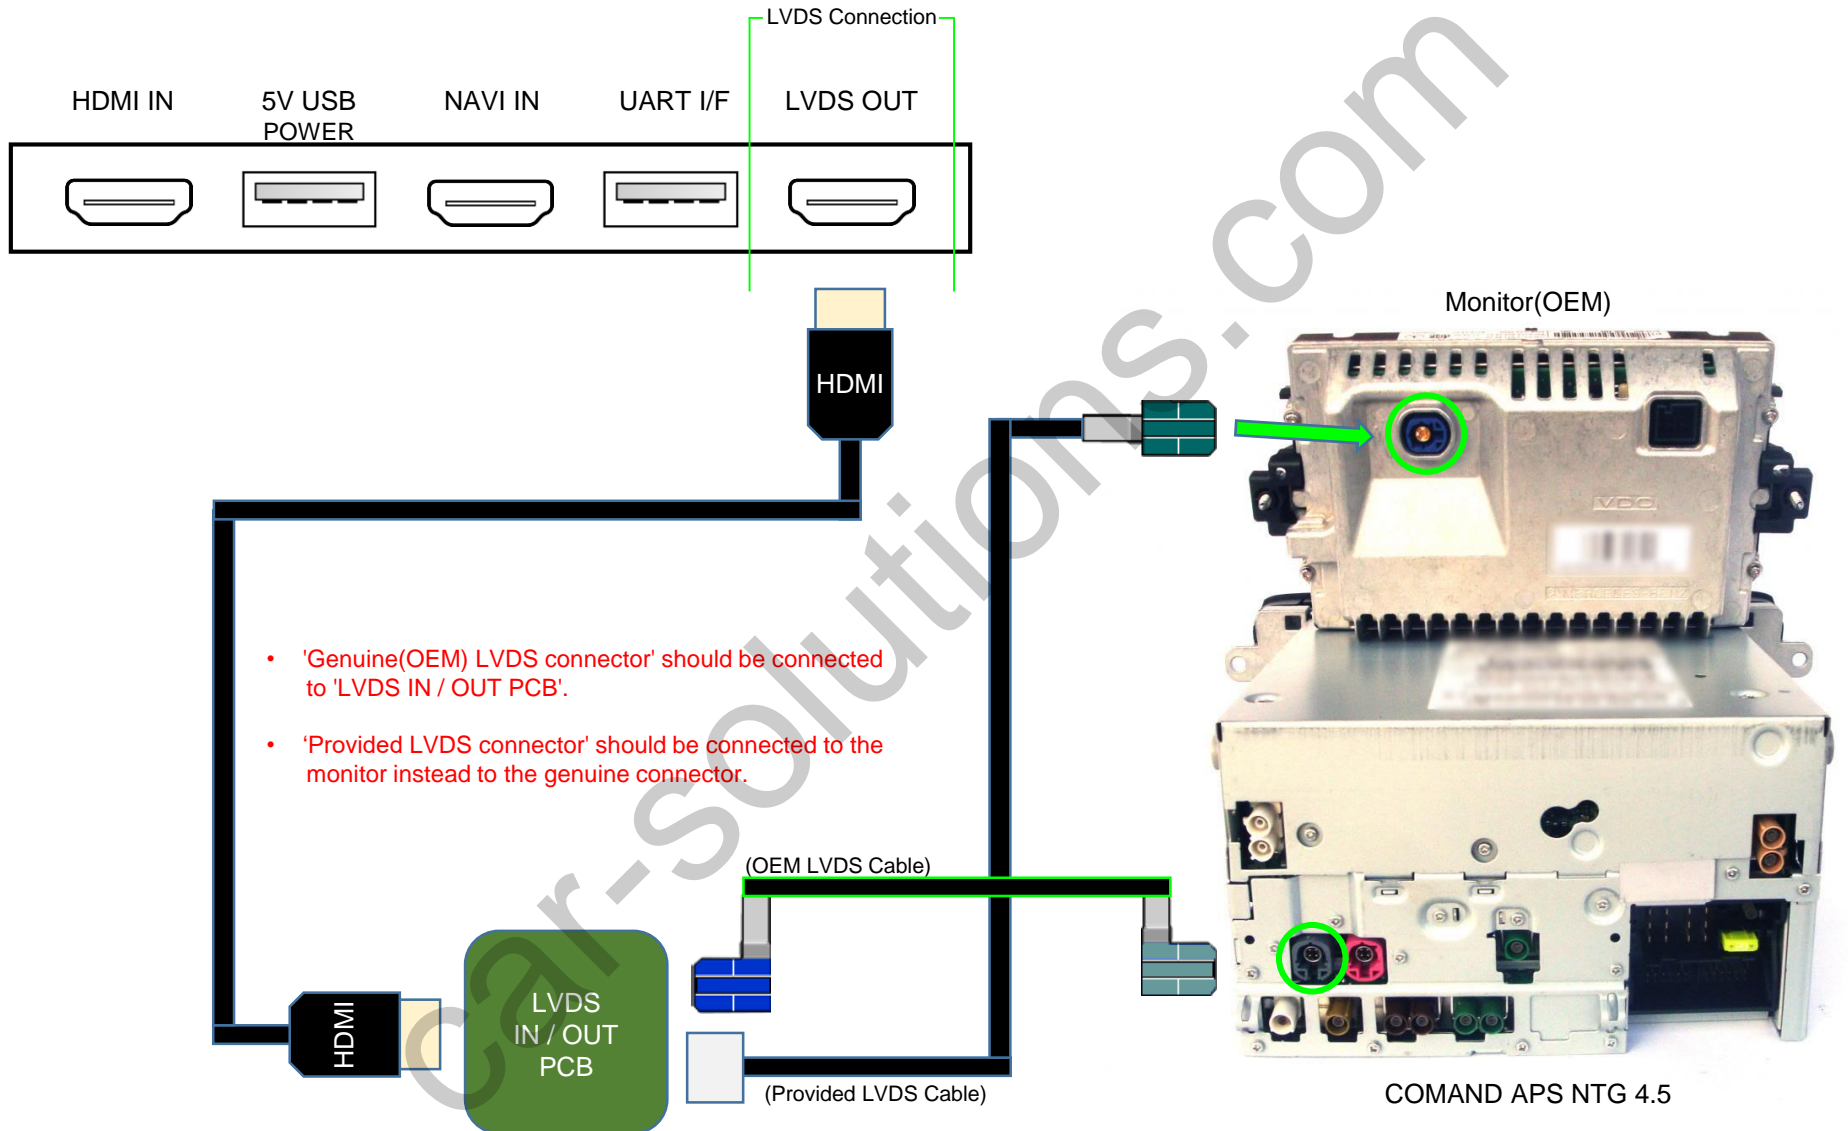 LVDS Connection
HDMI IN
5V USB
POWER
NAVI IN
UART I/F
LVDS OUT
HDMI
Monitor(OEM)
VDO
• 'Genuine(OEM) LVDS connector' should be connected
to 'LVDS IN / OUT PCB'.
• ‘Provided LVDS connector' should be connected to the
monitor instead to the genuine connector.
(OEM LVDS Cable)
HDMI
LVDS
IN / OUT
PCB
(Provided LVDS Cable)
COMAND APS NTG 4.5
car-solutions.com